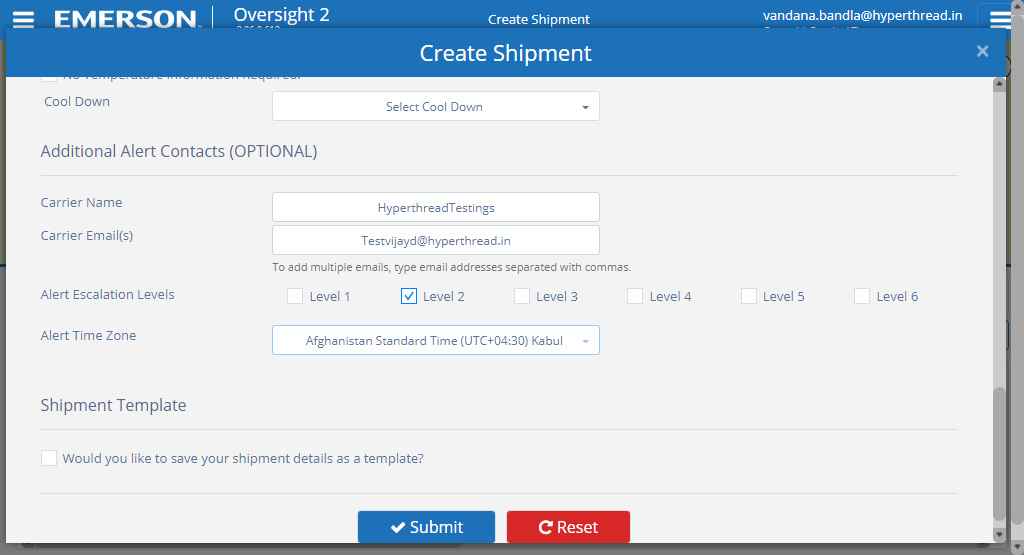 EMERSON
Oversight 2
Create Shipment
vandana.bandla@hyperthread.in
Create Shipment
×
No Temperature Information Required.
Cool Down
Select Cool Down
Additional Alert Contacts (OPTIONAL)
Carrier Name
HyperthreadTestings
Carrier Email(s)
Testvijayd@hyperthread.in
To add multiple emails, type email addresses separated with commas.
Alert Escalation Levels
Level 1
Level 2
Level 3
Level 4
Level 5
Level 6
Alert Time Zone
Afghanistan Standard Time (UTC+04:30) Kabul
Shipment Template
Would you like to save your shipment details as a template?
Submit
Reset